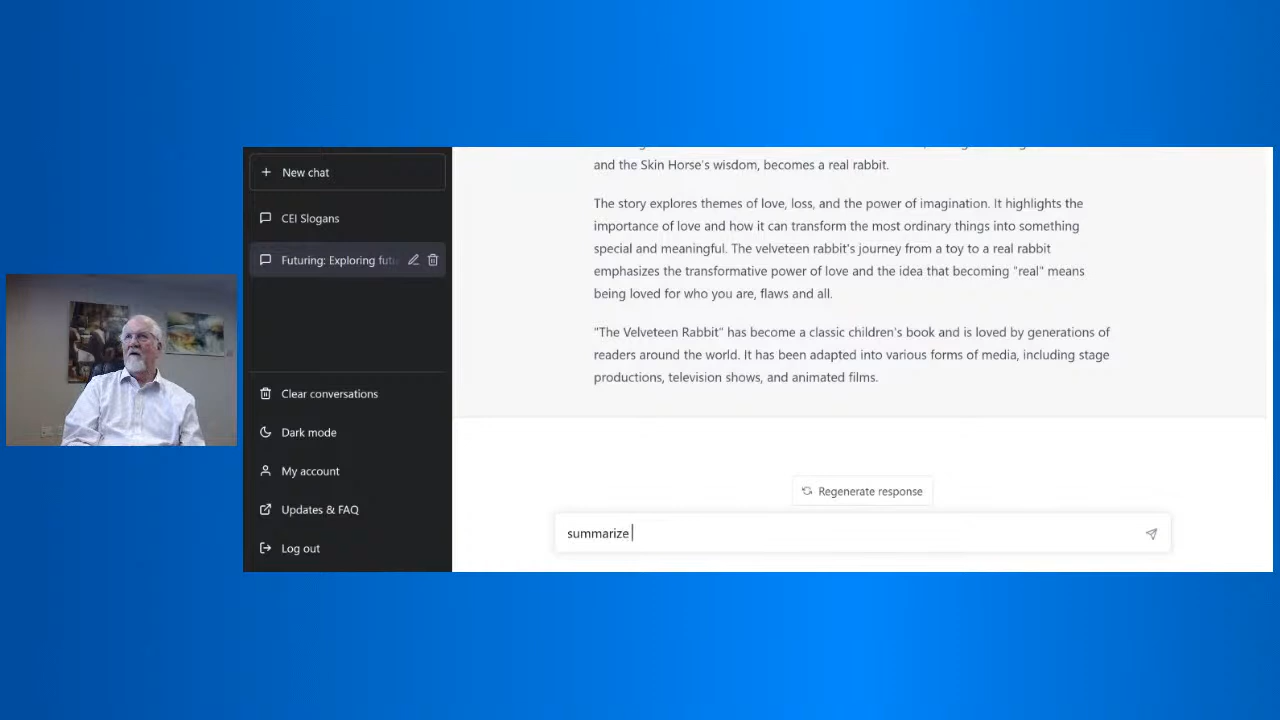 New chat
CEI Slogans
Futuring: Exploring
Clear conversations
Dark mode
My account
Updates & FAQ
Log out
and the Skin Horse's wisdom, becomes a real rabbit.
The story explores themes of love, loss, and the power of imagination. It highlights the
importance of love and how it can transform the most ordinary things into something
special and meaningful. The velveteen rabbit's journey from a toy to a real rabbit
emphasizes the transformative power of love and the idea that becoming "real" means
being loved for who you are, flaws and all.
"The Velveteen Rabbit" has become a classic children's book and is loved by generations of
readers around the world. It has been adapted into various forms of media, including stage
productions, television shows, and animated films.
Regenerate response
summarize